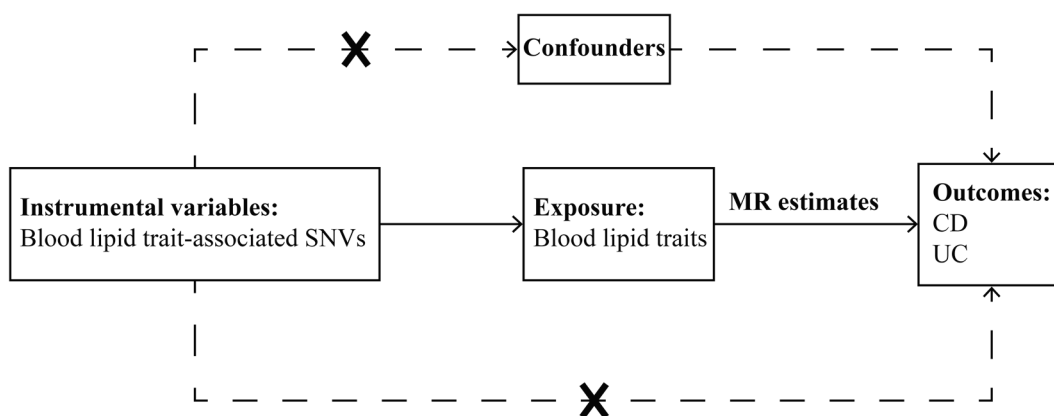 Confounders
Instrumental variables:
Blood lipid trait-associated SNVs
Exposure:
Blood lipid traits
MR estimates
Outcomes:
CD
UC